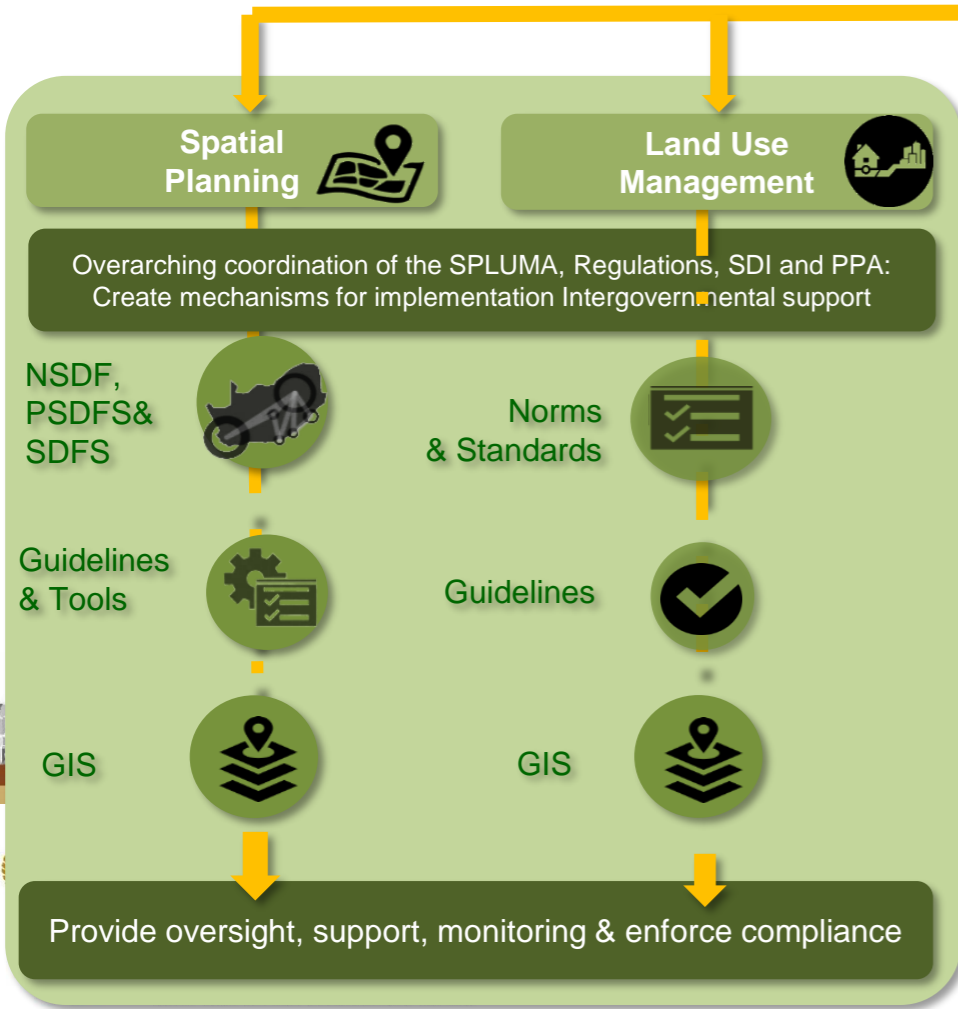 Spatial
Planning
Land Use
Management
Overarching coordination of the SPLUMA, Regulations, SDI and PPA:
Create mechanisms for implementation Intergovernmental support
NSDF,
PSDFS&
SDFS
Norms
& Standards
Guidelines
& Tools
Guidelines
GIS
GIS
Provide oversight, support, monitoring & enforce compliance